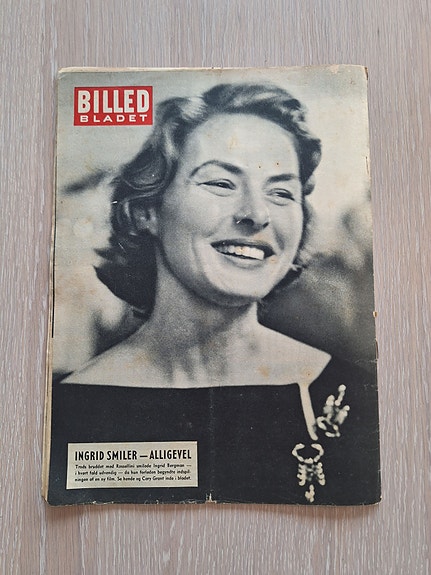 BILLED
BLADET
INGRID SMILER — ALLIGEVEL
Trods bruddet med Rossellini smilede Ingrid Bergman —
i hvert fald udvendig — da hun forleden begyndte indspil-
ningen af en ny film. Se hende og Cary Grant inde i bladet.